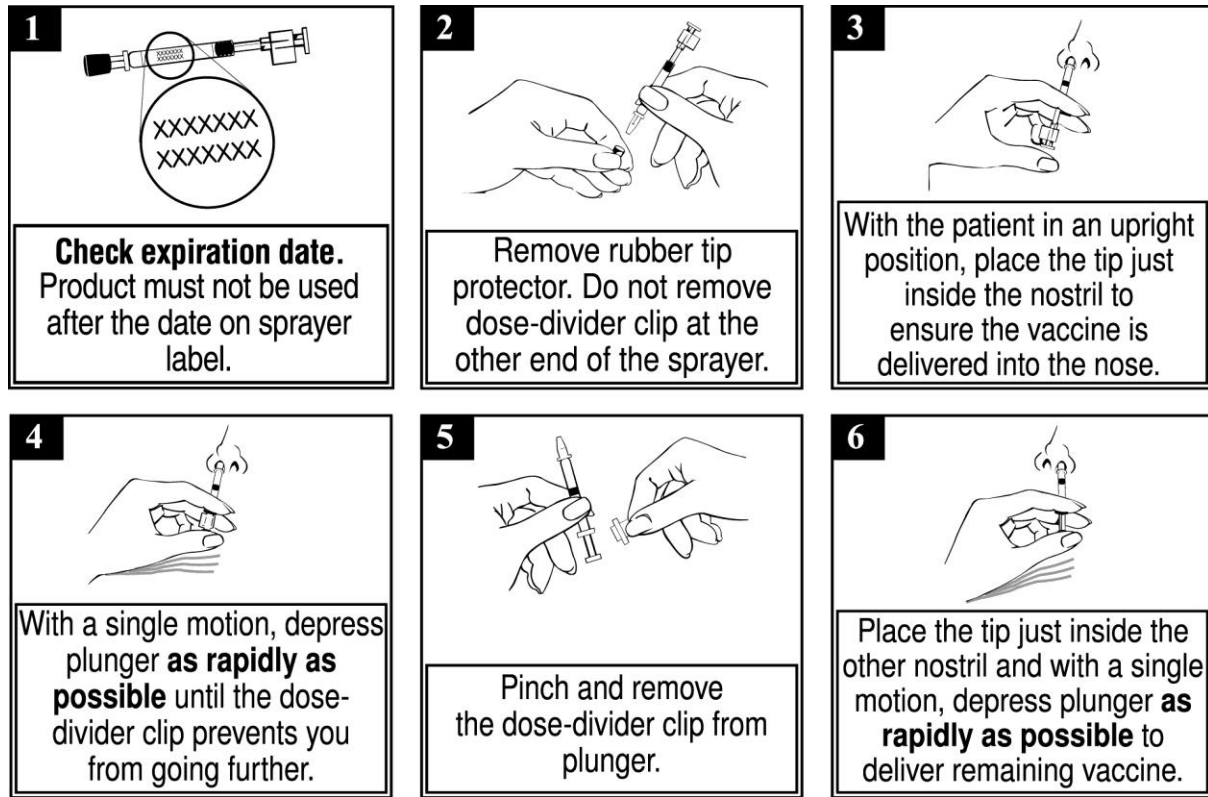 1
XXXXXXX
XXXXXXX
XXXXXXX
XXXXXXX
Check expiration date.
Product must not be used
after the date on sprayer
label.
2
Remove rubber tip
protector. Do not remove
dose-divider clip at the
other end of the sprayer.
3
With the patient in an upright
position, place the tip just
inside the nostril to
ensure the vaccine is
delivered into the nose.
4
With a single motion, depress
plunger as rapidly as
possible until the dose-
divider clip prevents you
from going further.
5
Pinch and remove
the dose-divider clip from
plunger.
6
Place the tip just inside the
other nostril and with a single
motion, depress plunger as
rapidly as possible to
deliver remaining vaccine.